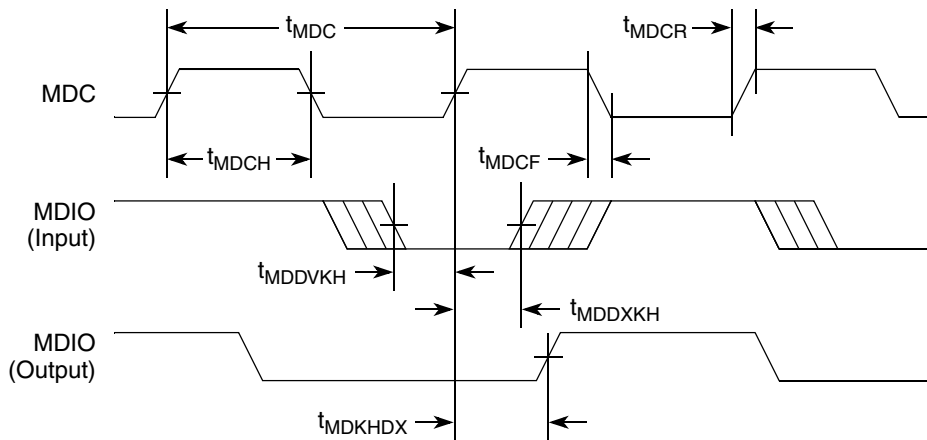 tMDC
tMDCR
MDC
tMDCH
tMDCF
MDIO
(Input)
tMDDVKH
tMDDXKH
MDIO
(Output)
tMDKHDX